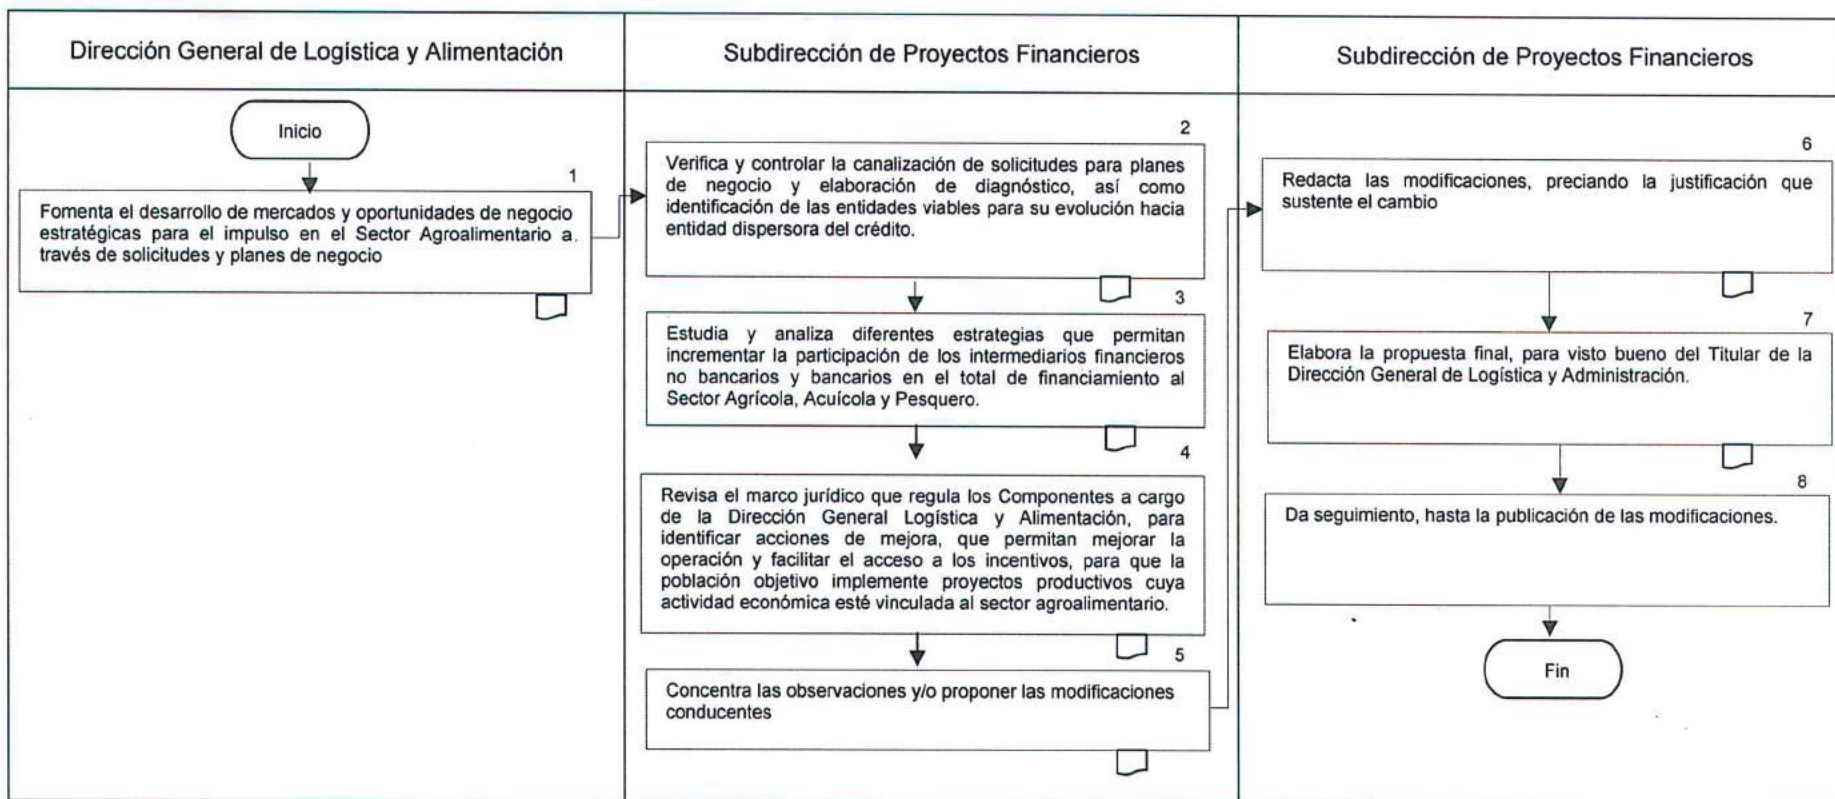 Dirección General de Logística y Alimentación
Inicio
1
Fomenta el desarrollo de mercados y oportunidades de negocio
estratégicas para el impulso en el Sector Agroalimentario a
través de solicitudes y planes de negocio
Subdirección de Proyectos Financieros
2
Verifica y controlar la canalización de solicitudes para planes
de negocio y elaboración de diagnóstico, así como
identificación de las entidades viables para su evolución hacia
entidad dispersora del crédito.
3
Estudia y analiza diferentes estrategias que permitan
incrementar la participación de los intermediarios financieros
no bancarios y bancarios en el total de financiamiento al
Sector Agrícola, Acuícola y Pesquero.
4
Revisa el marco jurídico que regula los Componentes a cargo
de la Dirección General Logística y Alimentación, para
identificar acciones de mejora, que permitan mejorar la
operación y facilitar el acceso a los incentivos, para que la
población objetivo implemente proyectos productivos cuya
actividad económica esté vinculada al sector agroalimentario.
5
Concentra las observaciones y/o proponer las modificaciones
conducentes
Subdirección de Proyectos Financieros
6
Redacta las modificaciones, preciando la justificación que
sustente el cambio
7
Elabora la propuesta final, para visto bueno del Titular de la
Dirección General de Logística y Administración.
8
Da seguimiento, hasta la publicación de las modificaciones.
Fin